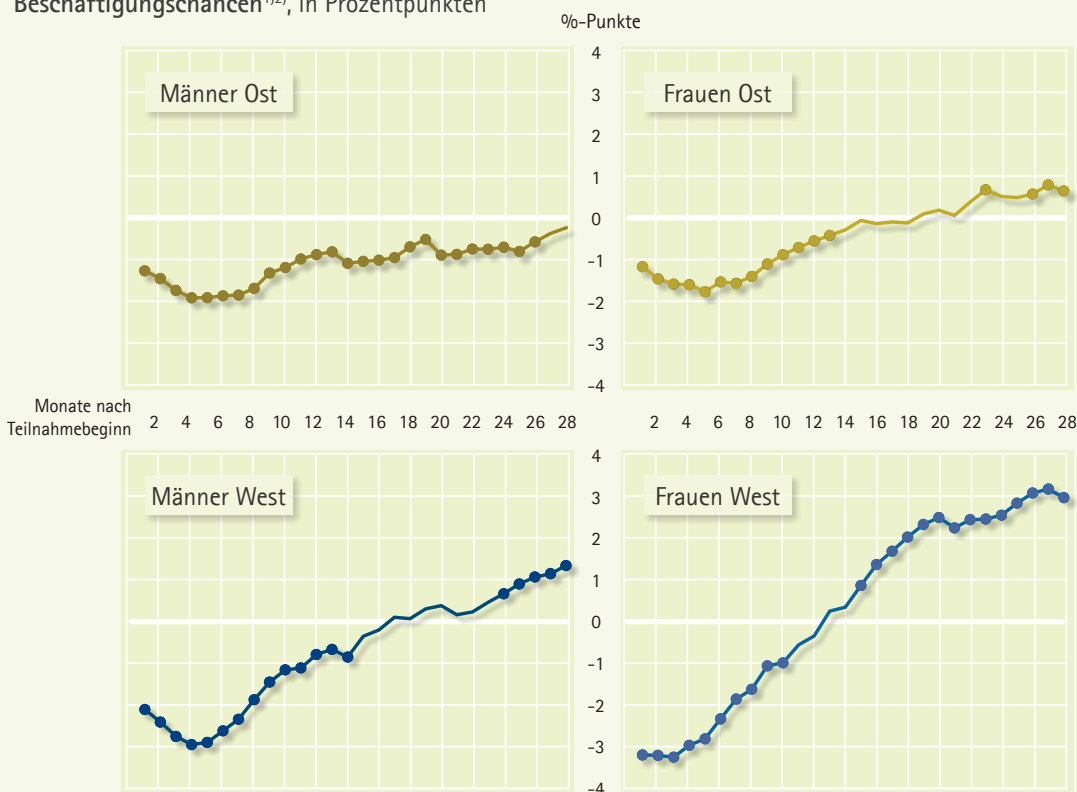 Beschäftigungschancen¹⁾²⁾, in Prozentpunkten
%-Punkte
Männer Ost
Frauen Ost
4
3
2
1
0
-1
-2
-3
-4
Monate nach
Teilnahmebeginn
2 4 6 8 10 12 14 16 18 20 22 24 26 28
2 4 6 8 10 12 14 16 18 20 22 24 26 28
Männer West
Frauen West
4
3
2
1
0
-1
-2
-3
-4